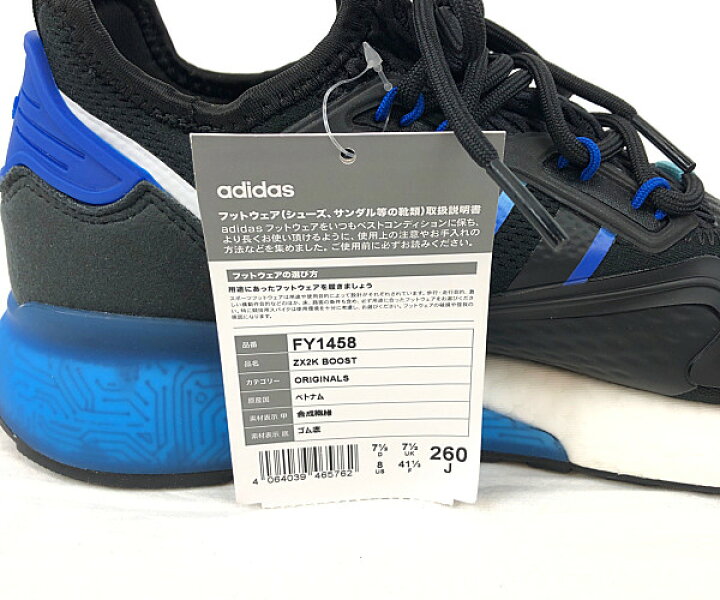 adidas
フットウェア(シューズ、サンダル等の靴類)取扱説明書
adidasフットウェアをいつもベストコンディションに保ち、
より長くお使い頂けるように、使用上の注意やお手入れの
方法などを集めました。ご使用前に必ずお読みください。
フットウェアの選び方
用途にあったフットウェアを履きましょう
品番 FY1458
品名 ZX2K BOOST
カテゴリー ORIGINALS
原産国 ベトナム
素材表示 甲 合成繊維
素材表示 底 ゴム底
7½ D 7½ UK 260 J
8 US 41⅓ F
4 064039 465762